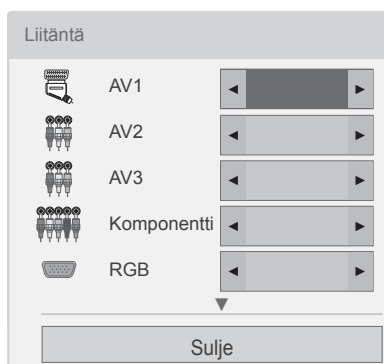 Liitäntä
AV1
AV2
AV3
Komponentti
RGB
Sulje